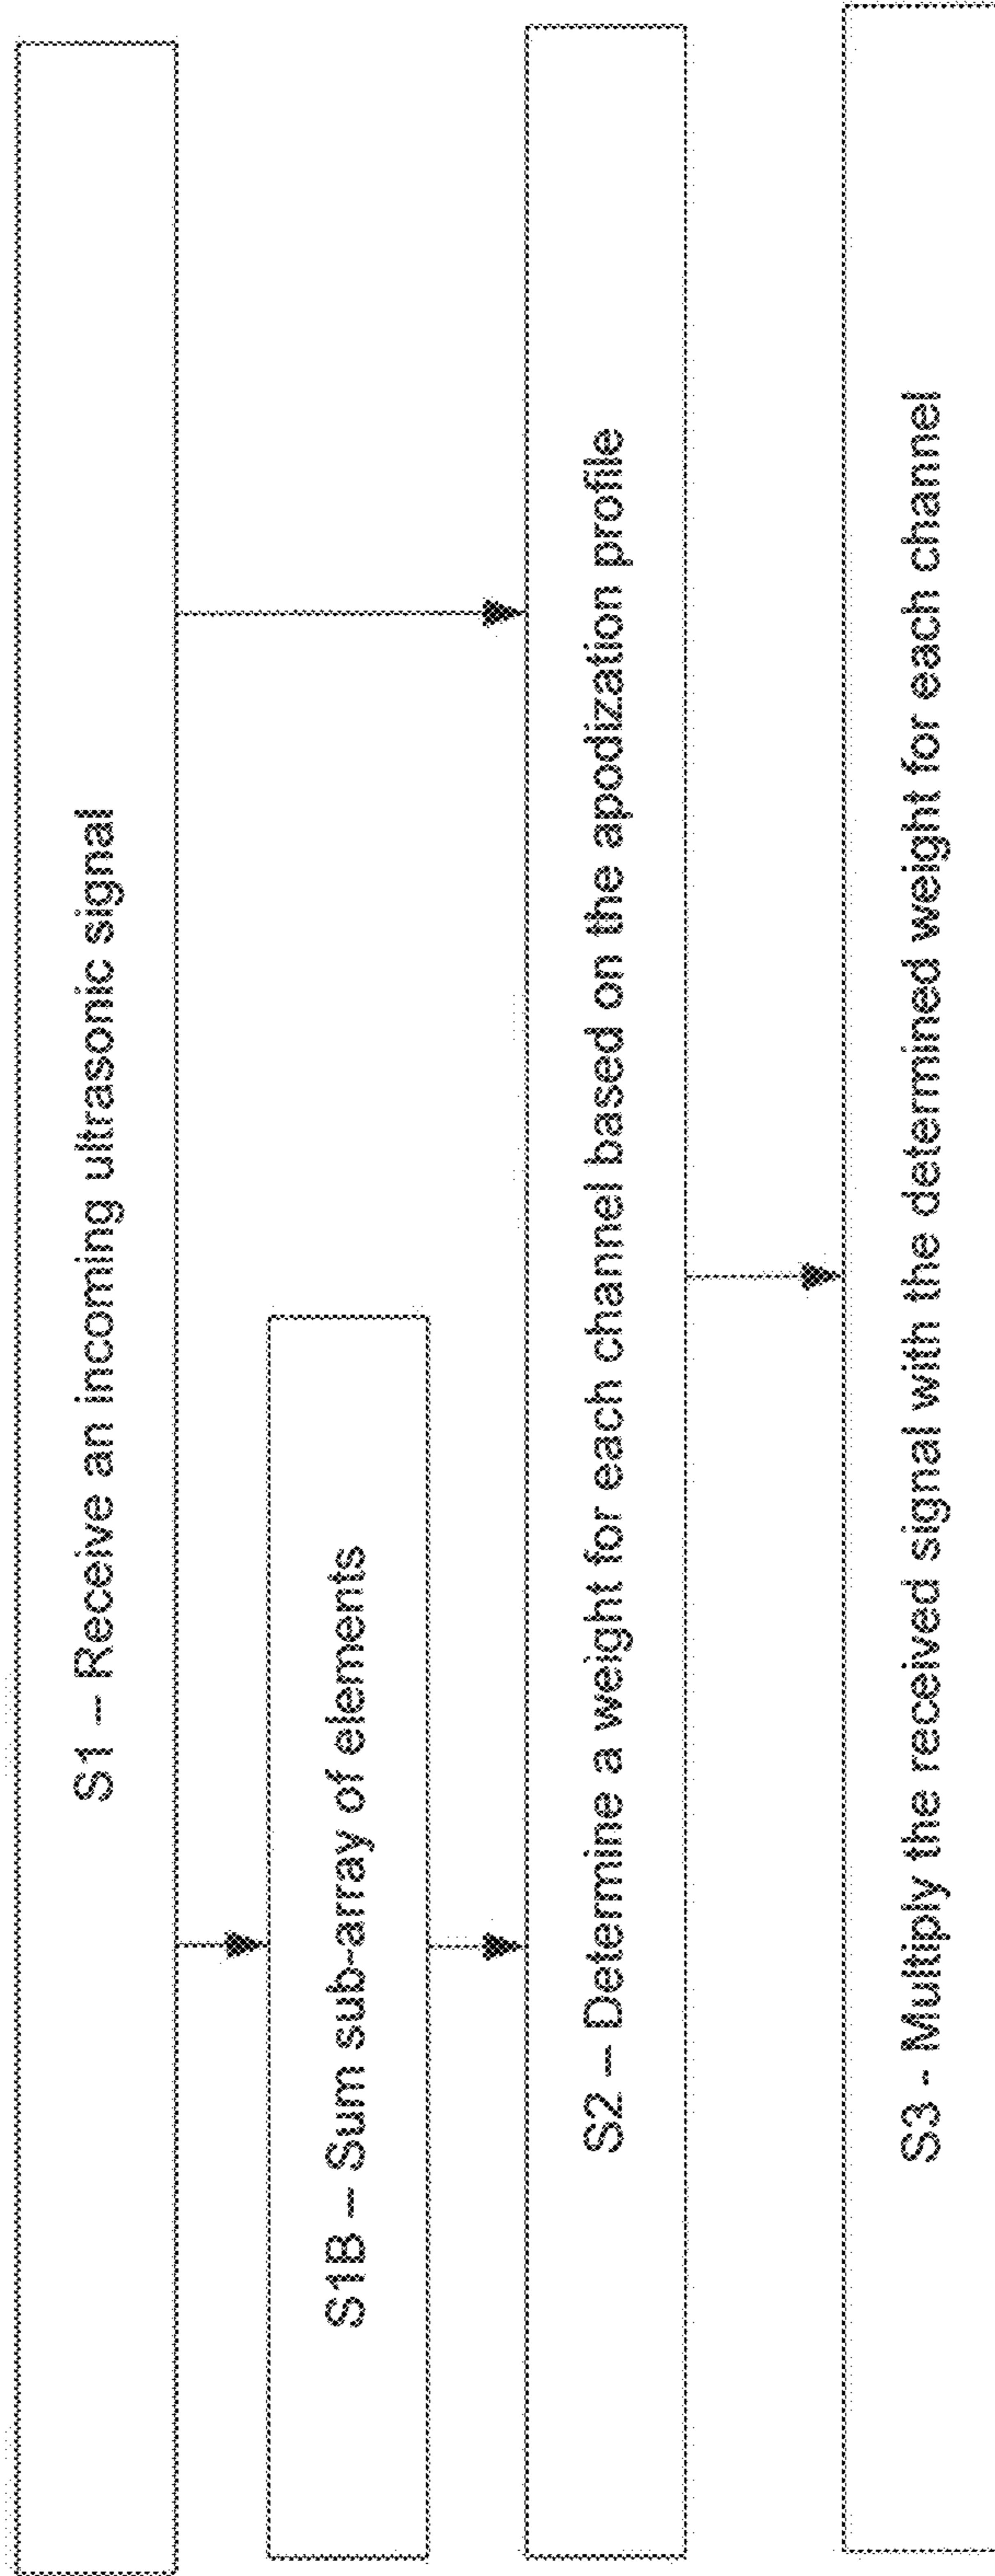 S1 – Receive an incoming ultrasonic signal
S1B – Sum sub-array of elements
S2 – Determine a weight for each channel based on the apodization profile
S3 - Multiply the received signal with the determined weight for each channel